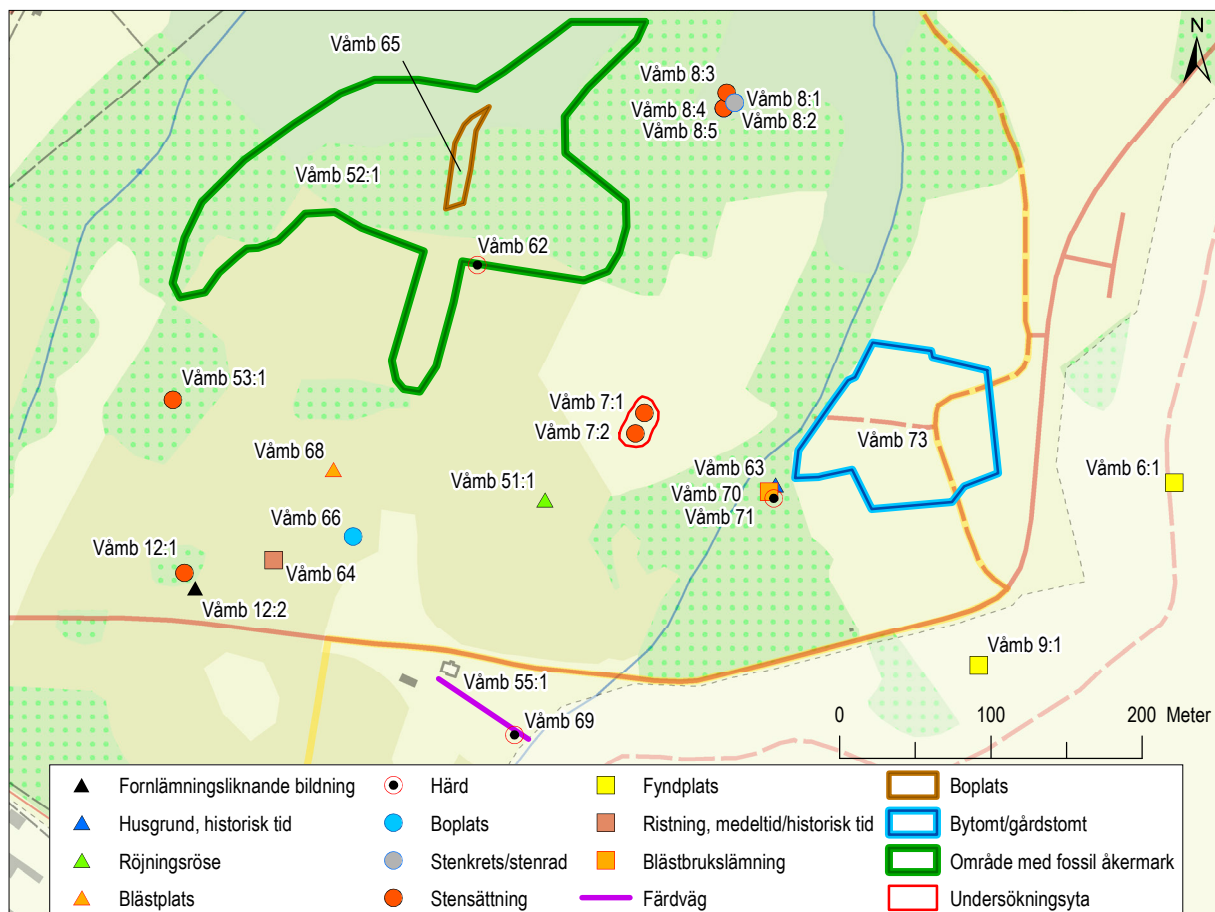 N
Våmb 65
Våmb 8:3
Våmb 8:1
Våmb 8:4
Våmb 8:2
Våmb 8:5
Våmb 52:1
Våmb 62
Våmb 53:1
Våmb 7:1
Våmb 7:2
Våmb 73
Våmb 68
Våmb 63
Våmb 6:1
Våmb 51:1
Våmb 70
Våmb 71
Våmb 66
Våmb 12:1
Våmb 64
Våmb 12:2
Våmb 9:1
Våmb 55:1
Våmb 69
0 100 200 Meter
Fornlämningsliknande bildning
Husgrund, historisk tid
Röjningsröse
Blästplats
Härd
Boplats
Stenkrets/stenrad
Stensättning
Fyndplats
Ristning, medeltid/historisk tid
Blästbrukslämning
Färdväg
Boplats
Bytomt/gårdstomt
Område med fossil åkermark
Undersökningsyta